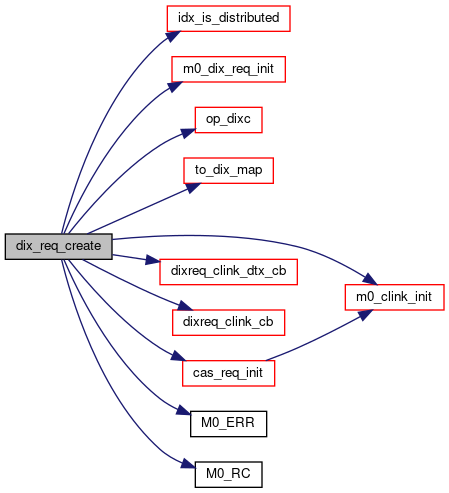 idx_is_distributed
m0_dix_req_init
op_dixc
to_dix_map
dix_req_create
dixreq_clink_dtx_cb
m0_clink_init
dixreq_clink_cb
cas_req_init
M0_ERR
M0_RC